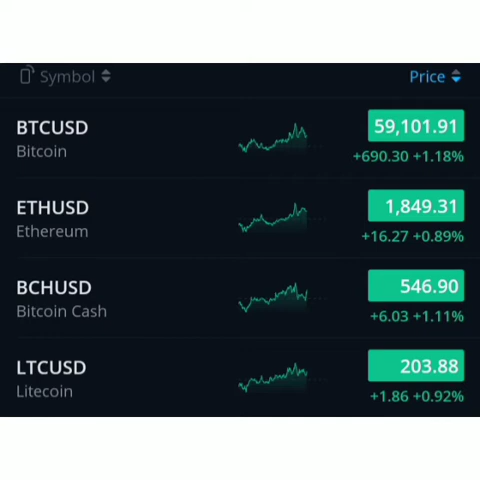 Symbol Price
BTCUSD 59,101.91
Bitcoin +690.30 +1.18%
ETHUSD 1,849.31
Ethereum +16.27 +0.89%
BCHUSD 546.90
Bitcoin Cash +6.03 +1.11%
LTCUSD 203.88
Litecoin +1.86 +0.92%